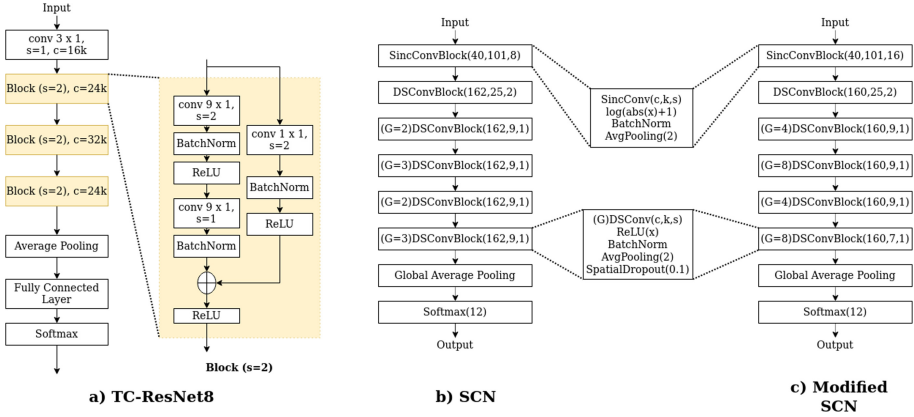 Input
conv 3 x 1,
s=1, c=16k
Block (s=2), c=24k
Block (s=2), c=32k
Block (s=2), c=24k
Average Pooling
Fully Connected
Layer
Softmax
conv 9 x 1,
s=2
BatchNorm
ReLU
conv 9 x 1,
s=1
BatchNorm
ReLU
conv 1 x 1,
s=2
BatchNorm
ReLU
Block (s=2)
a) TC-ResNet8
Input
SincConvBlock(40,101,8)
DSConvBlock(162,25,2)
(G=2)DSConvBlock(162,9,1)
(G=3)DSConvBlock(162,9,1)
(G=2)DSConvBlock(162,9,1)
(G=3)DSConvBlock(162,9,1)
Global Average Pooling
Softmax(12)
Output
b) SCN
SincConv(c,k,s)
log(abs(x)+1)
BatchNorm
AvgPooling(2)
(G)DSConv(c,k,s)
ReLU(x)
BatchNorm
AvgPooling(2)
SpatialDropout(0.1)
Input
SincConvBlock(40,101,16)
DSConvBlock(160,25,2)
(G=4)DSConvBlock(160,9,1)
(G=8)DSConvBlock(160,9,1)
(G=4)DSConvBlock(160,9,1)
(G=8)DSConvBlock(160,7,1)
Global Average Pooling
Softmax(12)
Output
c) Modified
SCN